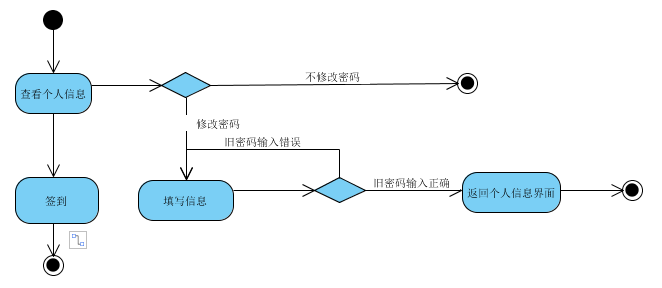 不修改密码
查看个人信息
修改密码
旧密码输入错误
旧密码输入正确
签到
填写信息
返回个人信息界面